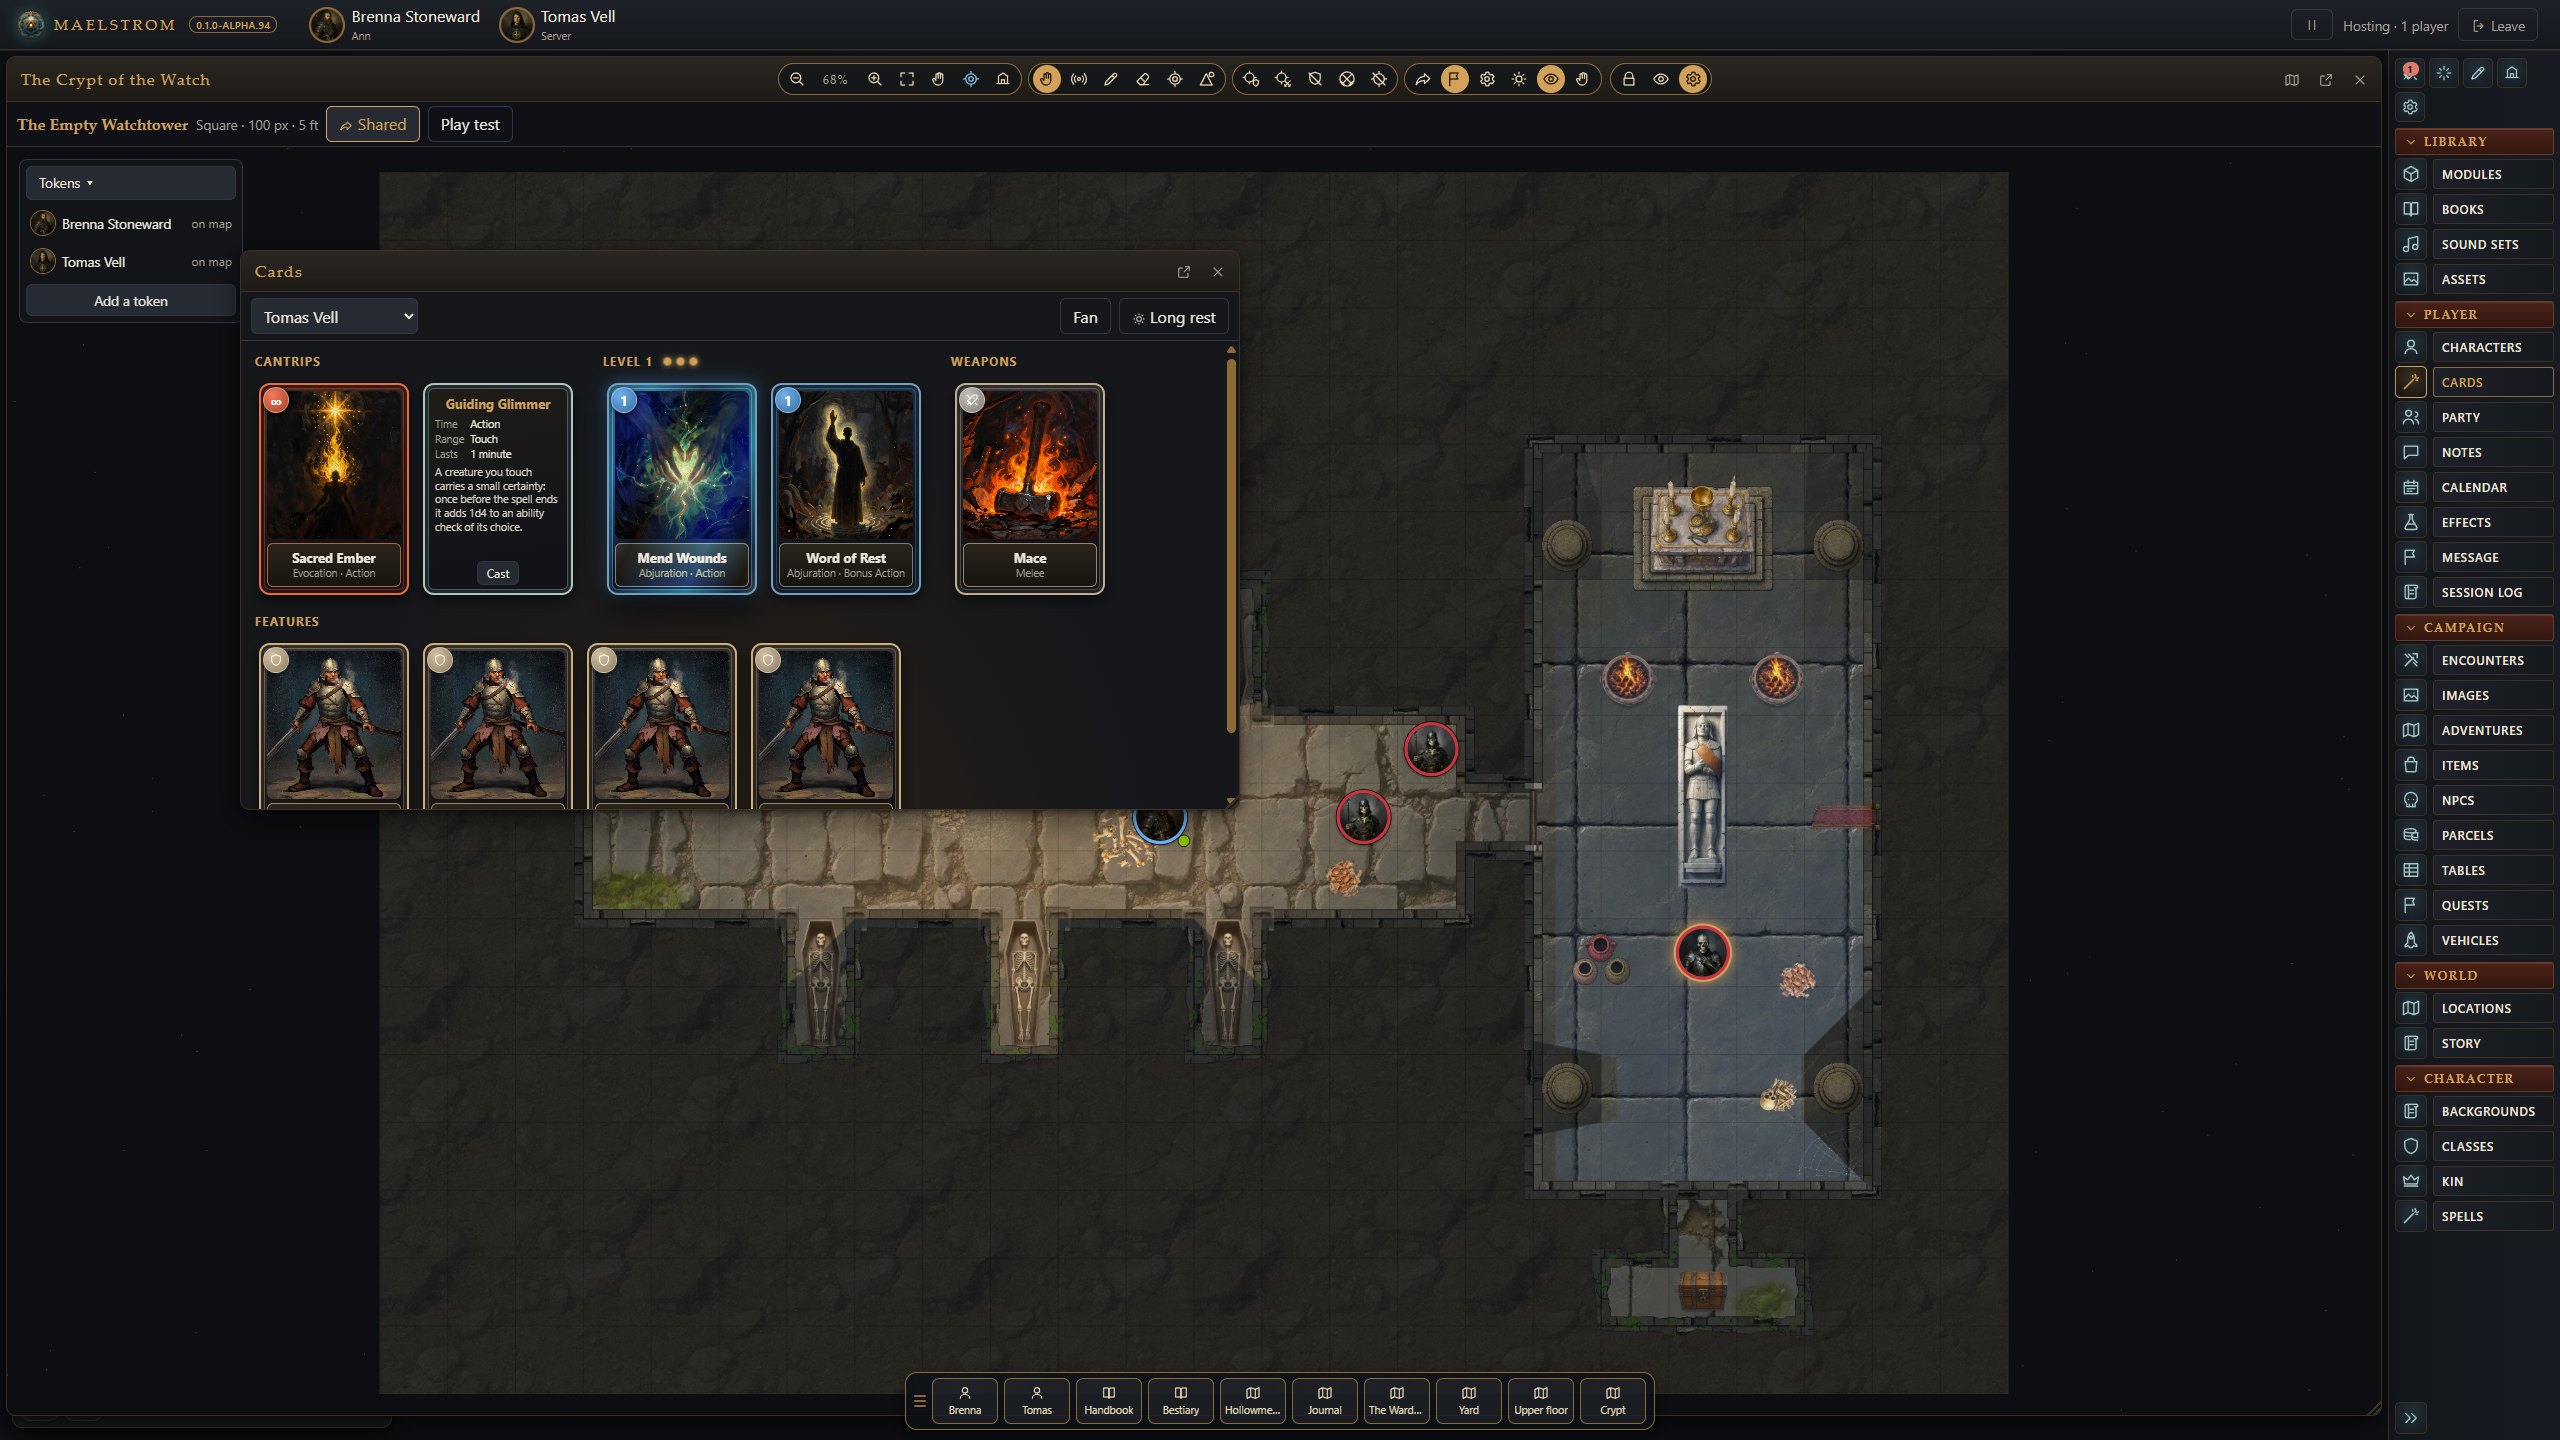 MAELSTROM
0.1.0-ALPHA.94
Brenna Stoneward
Ann
Tomas Vell
Server
Hosting · 1 player
Leave
The Crypt of the Watch
68%
The Empty Watchtower
Square · 100 px · 5 ft
Shared
Play test
Tokens
Brenna Stoneward
on map
Tomas Vell
on map
Add a token
Cards
Tomas Vell
Fan
Long rest
CANTRIPS
LEVEL 1
WEAPONS
∞
Sacred Ember
Evocation · Action
Guiding Glimmer
Time Action
Range Touch
Lasts 1 minute
A creature you touch
carries a small certainty:
once before the spell ends
it adds 1d4 to an ability
check of its choice.
Cast
1
Mend Wounds
Abjuration · Action
1
Word of Rest
Abjuration · Bonus Action
Mace
Melee
FEATURES
1
LIBRARY
MODULES
BOOKS
SOUND SETS
ASSETS
PLAYER
CHARACTERS
CARDS
PARTY
NOTES
CALENDAR
EFFECTS
MESSAGE
SESSION LOG
CAMPAIGN
ENCOUNTERS
IMAGES
ADVENTURES
ITEMS
NPCS
PARCELS
TABLES
QUESTS
VEHICLES
WORLD
LOCATIONS
STORY
CHARACTER
BACKGROUNDS
CLASSES
KIN
SPELLS
Brenna
Tomas
Handbook
Bestiary
Hollowme...
Journal
The Ward...
Yard
Upper floor
Crypt